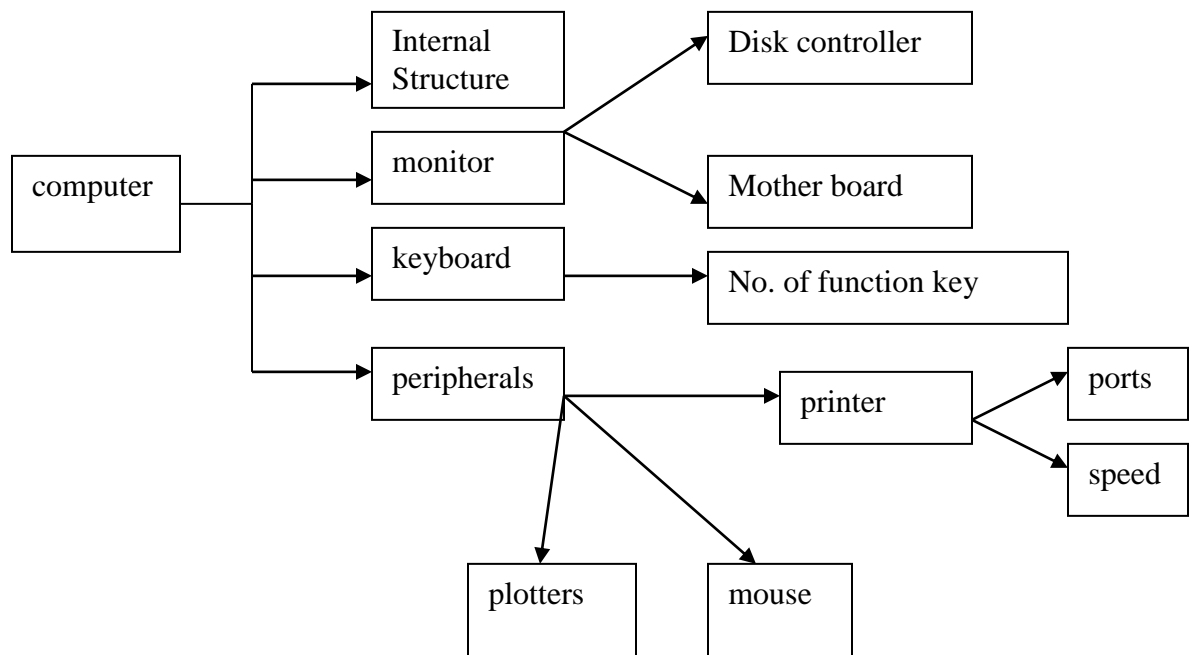 Internal
Structure
Disk controller
monitor
computer
Mother board
keyboard
No. of function key
peripherals
printer
ports
speed
plotters
mouse